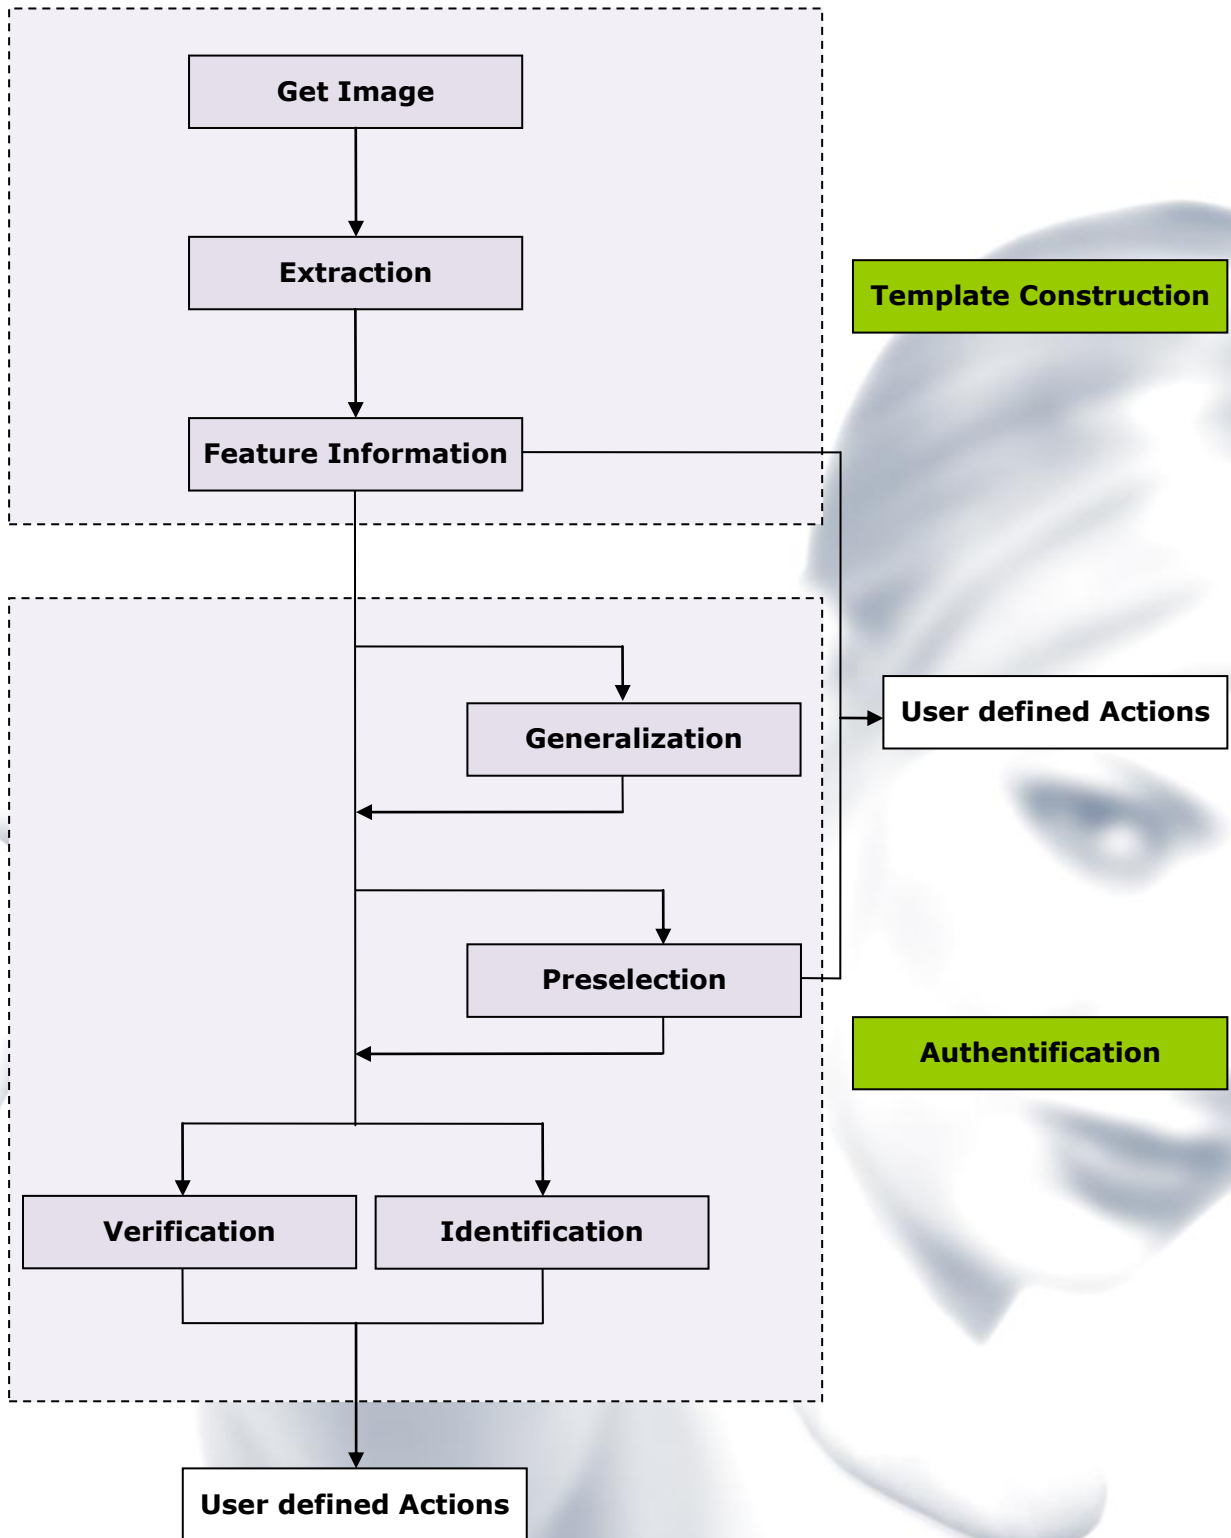 Get Image
Extraction
Template Construction
Feature Information
User defined Actions
Generalization
Preselection
Authentification
Verification
Identification
User defined Actions